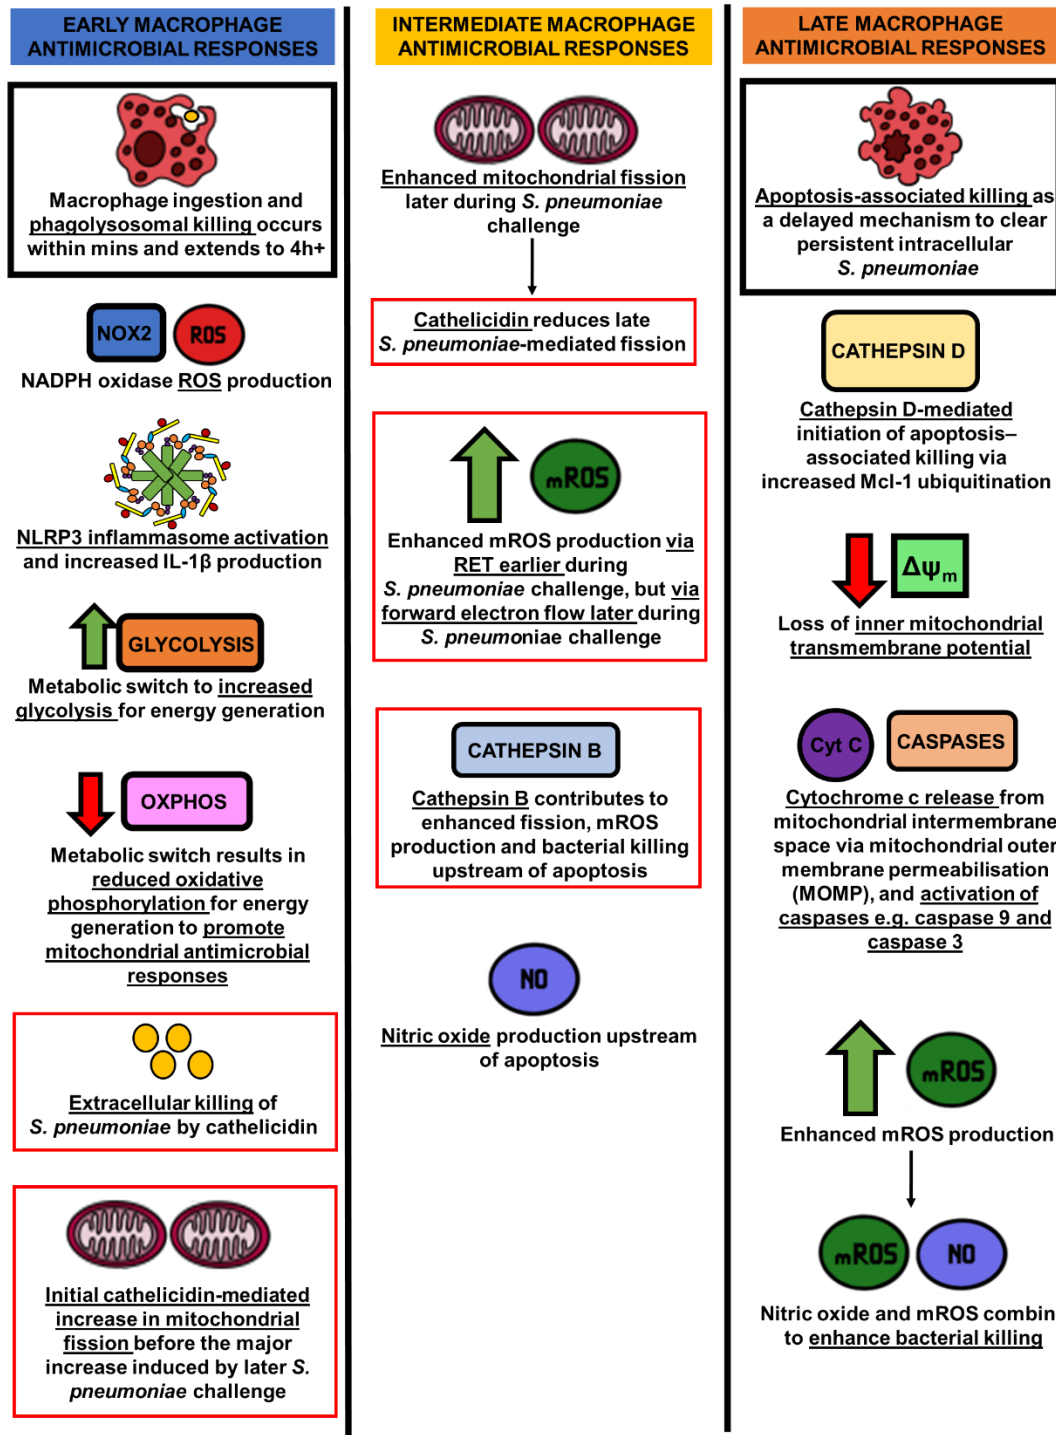 EARLY MACROPHAGE
ANTIMICROBIAL RESPONSES
Macrophage ingestion and
phagolysosomal killing occurs
within mins and extends to 4h+
NOX2
ROS
NADPH oxidase ROS production
NLRP3 inflammasome activation
and increased IL-1β production
GLYCOLYSIS
Metabolic switch to increased
glycolysis for energy generation
OXPHOS
Metabolic switch results in
reduced oxidative
phosphorylation for energy
generation to promote
mitochondrial antimicrobial
responses
Extracellular killing of
S. pneumoniae by cathelicidin
Initial cathelicidin-mediated
increase in mitochondrial
fission before the major
increase induced by later S.
pneumoniae challenge
INTERMEDIATE MACROPHAGE
ANTIMICROBIAL RESPONSES
Enhanced mitochondrial fission
later during S. pneumoniae
challenge
Cathelicidin reduces late
S. pneumoniae-mediated fission
mROS
Enhanced mROS production via
RET earlier during
S. pneumoniae challenge, but via
forward electron flow later during
S. pneumoniae challenge
CATHEPSIN B
Cathepsin B contributes to
enhanced fission, mROS
production and bacterial killing
upstream of apoptosis
NO
Nitric oxide production upstream
of apoptosis
LATE MACROPHAGE
ANTIMICROBIAL RESPONSES
Apoptosis-associated killing as
a delayed mechanism to clear
persistent intracellular
S. pneumoniae
CATHEPSIN D
Cathepsin D-mediated
initiation of apoptosis–
associated killing via
increased Mcl-1 ubiquitination
Δψm
Loss of inner mitochondrial
transmembrane potential
Cyt C
CASPASES
Cytochrome c release from
mitochondrial intermembrane
space via mitochondrial outer
membrane permeabilisation
(MOMP), and activation of
caspases e.g. caspase 9 and
caspase 3
mROS
Enhanced mROS production
mROS
NO
Nitric oxide and mROS combin
to enhance bacterial killing